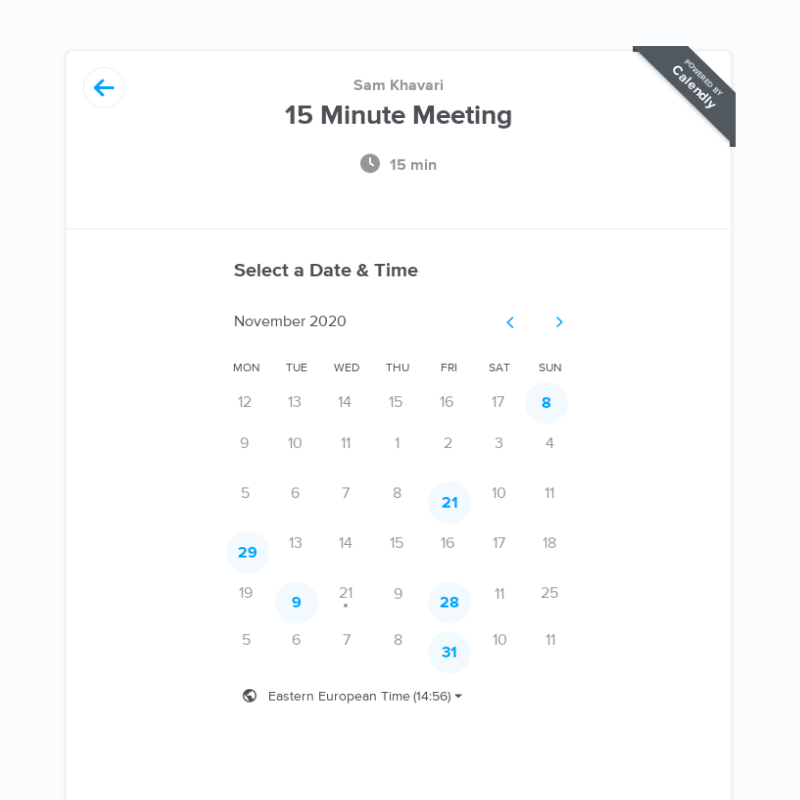 Sam Khavari
15 Minute Meeting
15 min
POWERED BY
Calendly
Select a Date & Time
November 2020
MON TUE WED THU FRI SAT SUN
12 13 14 15 16 17 8
9 10 11 1 2 3 4
5 6 7 8 21 10 11
29 13 14 15 16 17 18
19 9 21 9 28 11 25
5 6 7 8 31 10 11
Eastern European Time (14:56)